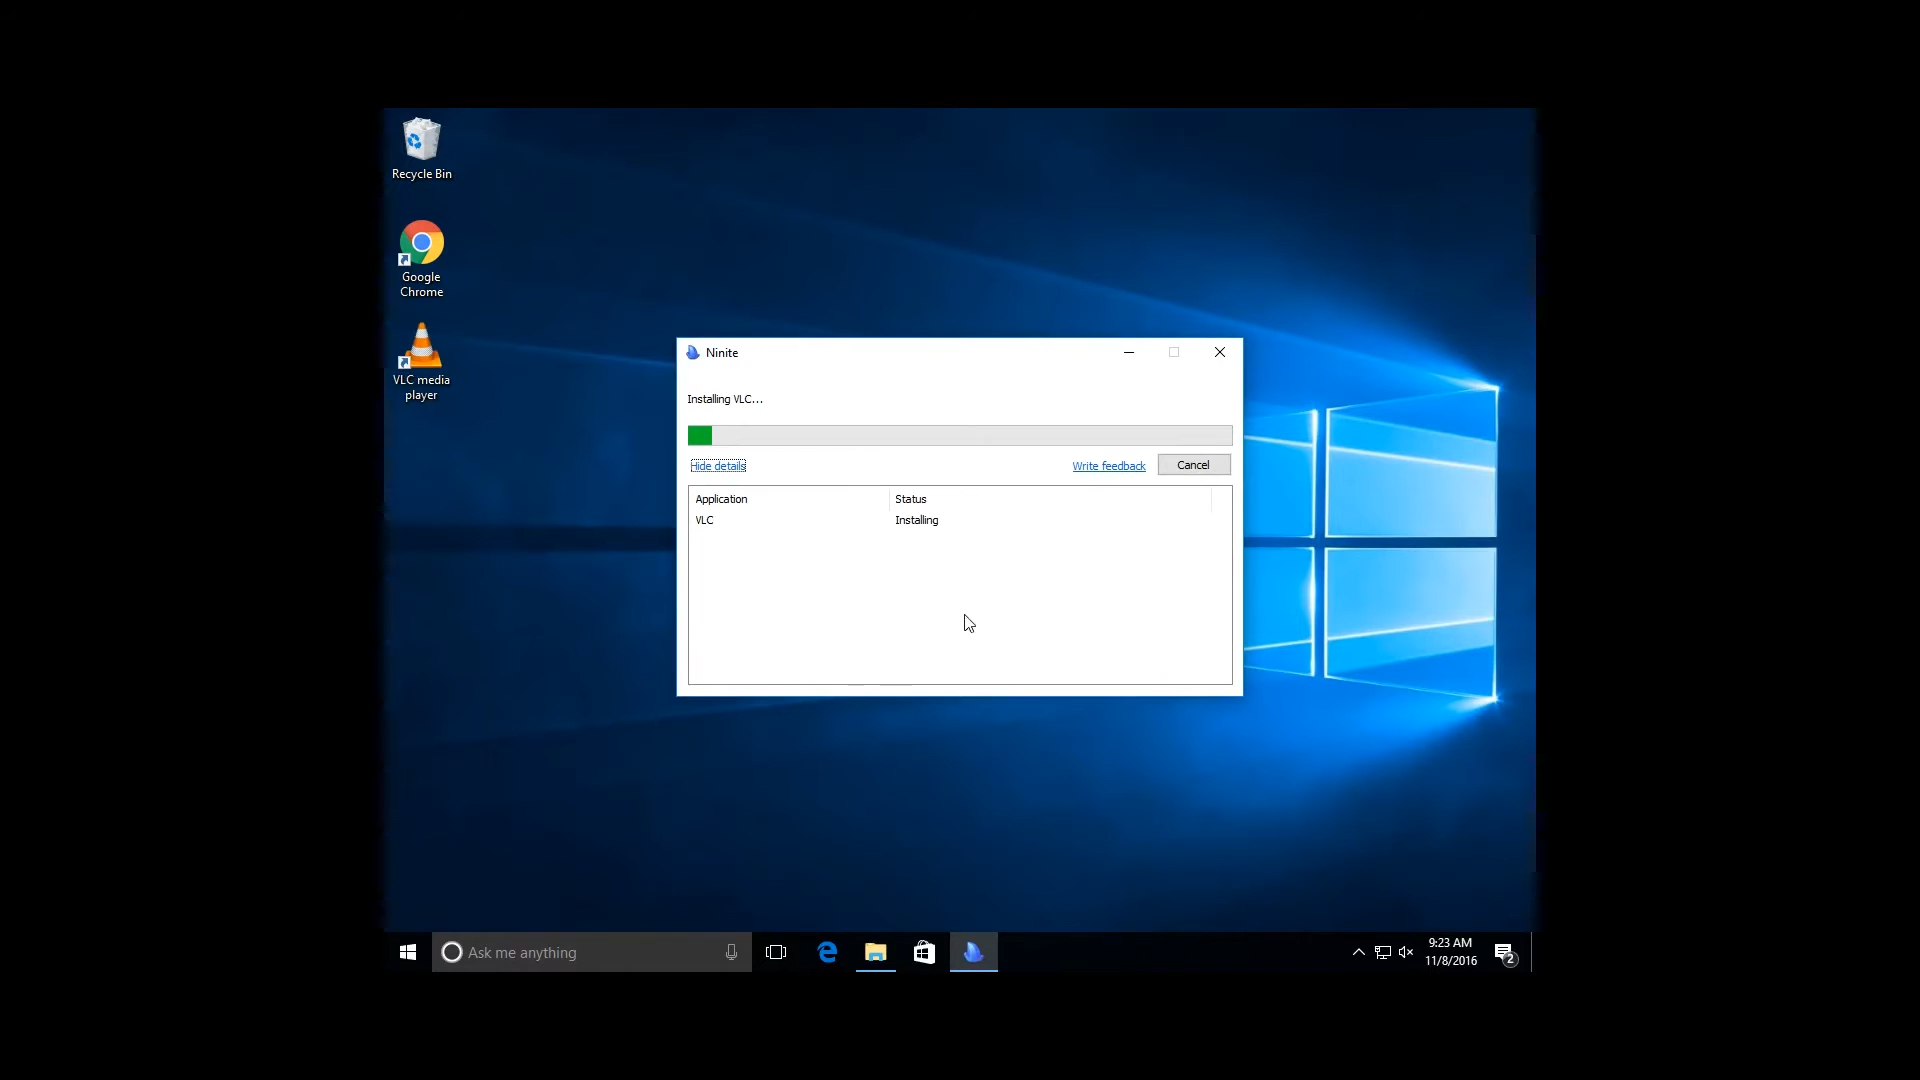 Recycle Bin
Google
Chrome
VLC media
player
Ninite
Installing VLC...
Hide details
Write feedback
Cancel
Application
Status
VLC
Installing
Ask me anything
9:23 AM
11/8/2016
2